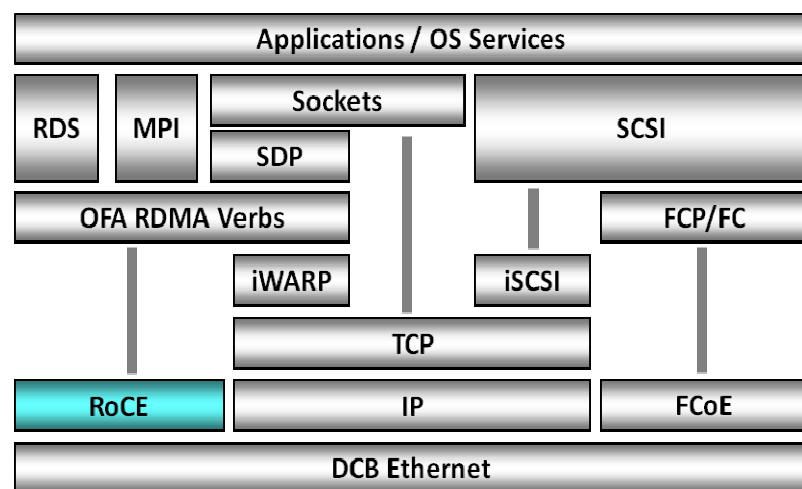 Applications / OS Services
RDS
MPI
Sockets
SCSI
SDP
OFA RDMA Verbs
FCP/FC
iWARP
iSCSI
TCP
RoCE
IP
FCoE
DCB Ethernet